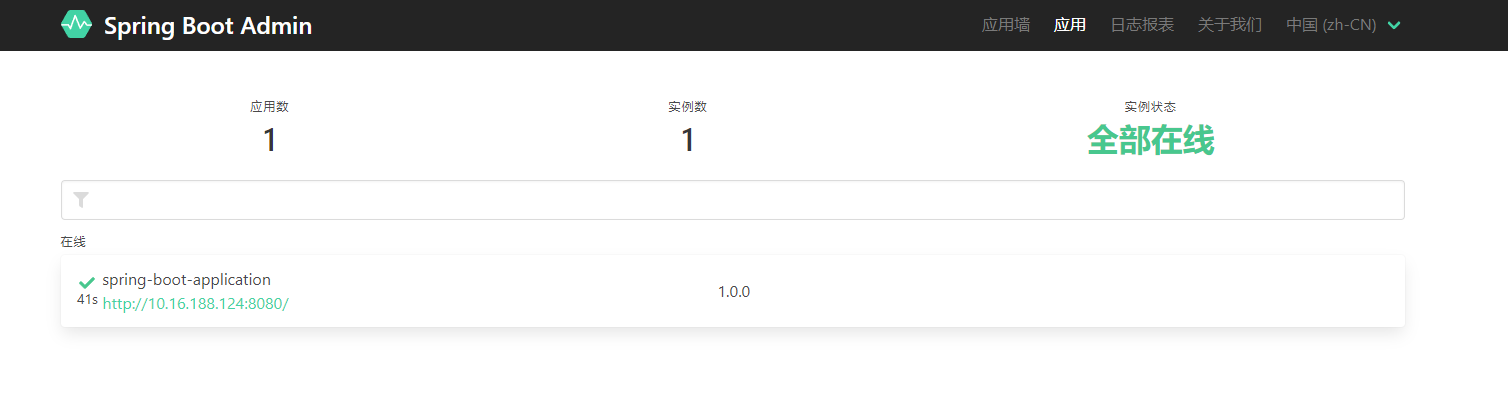 Spring Boot Admin
应用墙 应用 日志报表 关于我们 中国 (zh-CN)
应用数 实例数 实例状态
1 1 全部在线
在线
spring-boot-application
41s http://10.16.188.124:8080/
1.0.0